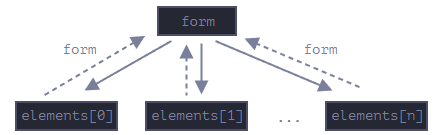 form
form form
elements[0] elements[1] ... elements[n]